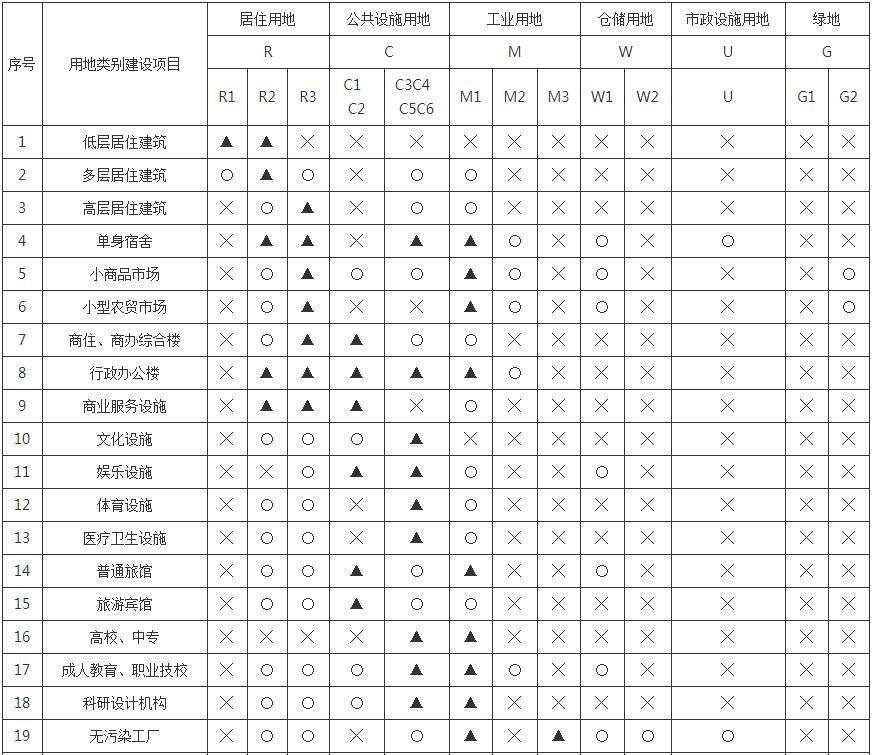 序号 用地类别建设项目 居住用地 公共设施用地 工业用地 仓储用地 市政设施用地 绿地
R C M W U G
R1 R2 R3 C1 C2 C3C4 C5C6 M1 M2 M3 W1 W2 U G1 G2
1 低层居住建筑 ▲ ▲ × × × × × × × × × × ×
2 多层居住建筑 ○ ▲ ○ × ○ ○ × × × × × × ×
3 高层居住建筑 × ○ ▲ × ○ ○ × × × × × × ×
4 单身宿舍 × ▲ ▲ × ▲ ▲ ○ × ○ × ○ × ×
5 小商品市场 × ○ ▲ ○ ○ ▲ ○ × ○ × × × ○
6 小型农贸市场 × ○ ▲ × × ▲ ○ × ○ × × × ○
7 商住、商办综合楼 × ○ ▲ ▲ ○ ○ × × × × × × ×
8 行政办公楼 × ▲ ▲ ▲ ▲ ▲ ○ × × × × × ×
9 商业服务设施 × ▲ ▲ ▲ × ○ × × × × × × ×
10 文化设施 × ○ ○ ○ ▲ × × × × × × × ×
11 娱乐设施 × × ○ ▲ ▲ ○ × × ○ × × × ×
12 体育设施 × ○ ○ × ▲ ○ × × × × × × ×
13 医疗卫生设施 × ○ ○ × ▲ ○ × × × × × × ×
14 普通旅馆 × ○ ○ ▲ ○ ▲ × × ○ × × × ×
15 旅游宾馆 × ○ ○ ▲ ○ ○ × × × × × × ×
16 高校、中专 × × × × ▲ ▲ × × × × × × ×
17 成人教育、职业技校 × ○ ○ ○ ▲ ▲ ○ × ○ × × × ×
18 科研设计机构 × ○ ○ ○ ▲ ▲ × × × × × × ×
19 无污染工厂 × ○ ○ × ○ ▲ × ▲ ○ ○ ○ × ×